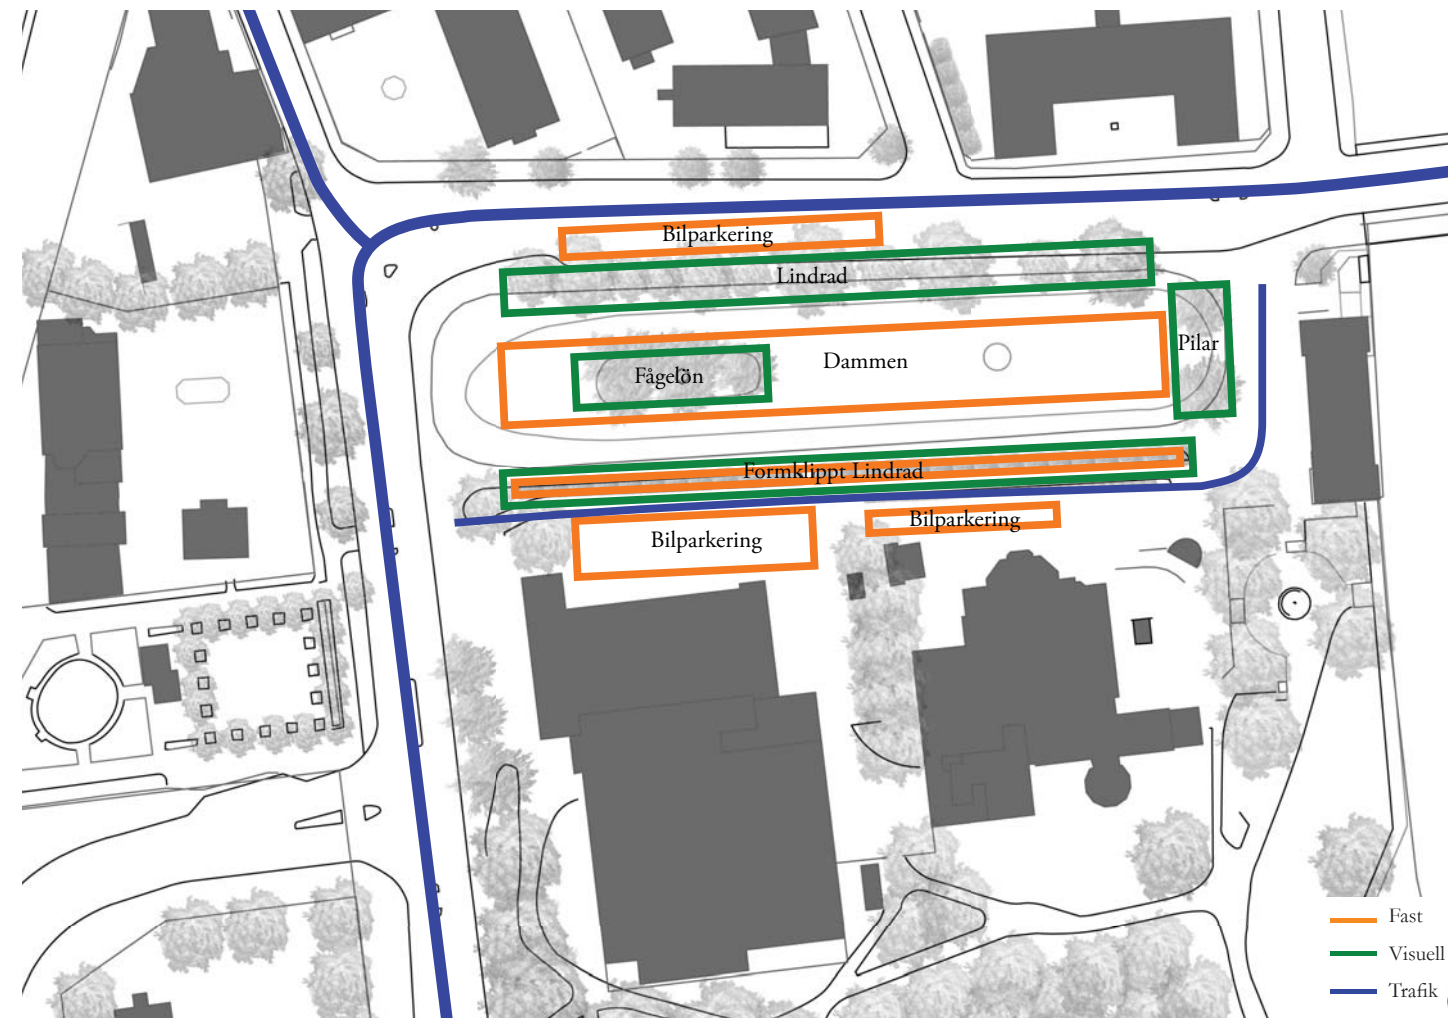 Bilparkering
Lindrad
Pilar
Dammen
Fågelön
Formklippt Lindrad
Bilparkering
Bilparkering
Fast
Visuell
Trafik